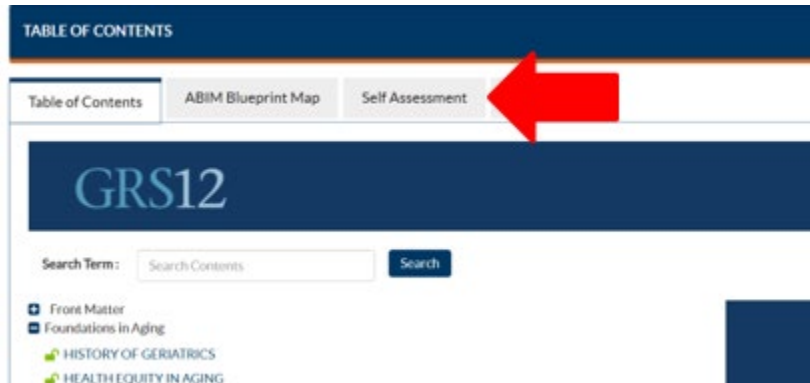 TABLE OF CONTENTS
Table of Contents ABIM Blueprint Map Self Assessment
GRS12
Search Term : Search Contents Search
Front Matter
Foundations in Aging
HISTORY OF GERIATRICS
HEALTH EQUITY IN AGING